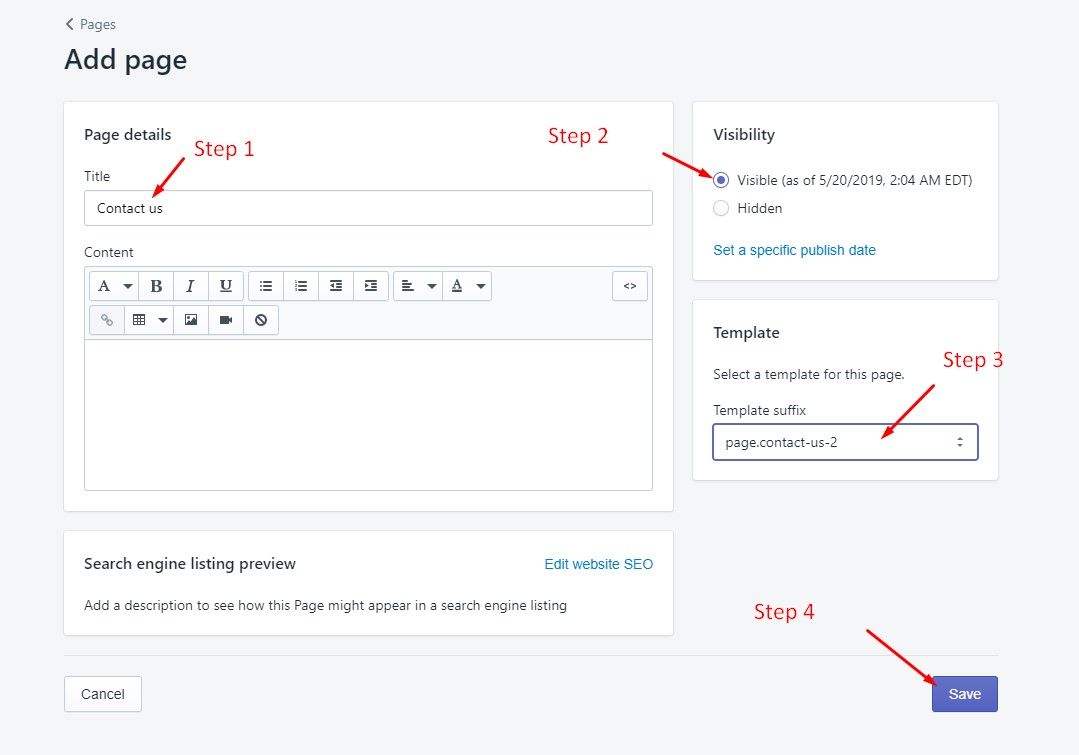 Pages
Add page
Page details
Step 1
Title
Contact us
Content
A B I U A <>
Search engine listing preview
Edit website SEO
Add a description to see how this Page might appear in a search engine listing
Step 2
Visibility
Visible (as of 5/20/2019, 2:04 AM EDT)
Hidden
Set a specific publish date
Template
Step 3
Select a template for this page.
Template suffix
page.contact-us-2
Step 4
Cancel
Save